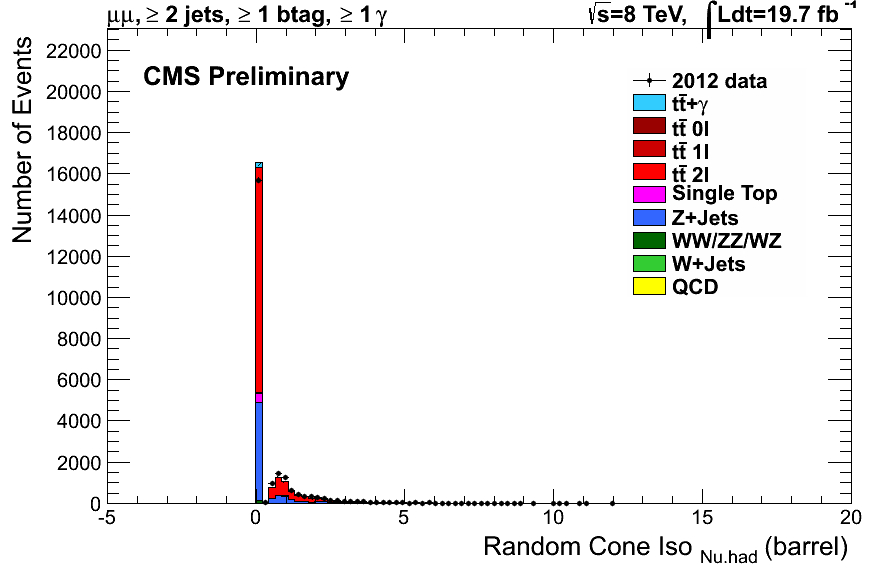 μμ, ≥ 2 jets, ≥ 1 btag, ≥ 1 γ
√s=8 TeV, ∫Ldt=19.7 fb⁻¹
CMS Preliminary
2012 data
tt̄+γ
tt̄ 0l
tt̄ 1l
tt̄ 2l
Single Top
Z+Jets
WW/ZZ/WZ
W+Jets
QCD
Number of Events
22000
20000
18000
16000
14000
12000
10000
8000
6000
4000
2000
0
-5
0
5
10
15
20
Random Cone Iso Nu.had (barrel)